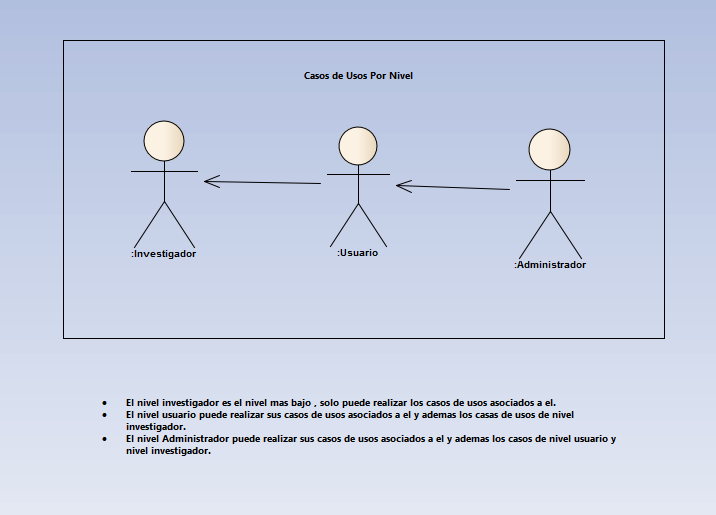 Casos de Usos Por Nivel
:Investigador
:Usuario
:Administrador
• El nivel investigador es el nivel mas bajo , solo puede realizar los casos de usos asociados a el.
• El nivel usuario puede realizar sus casos de usos asociados a el y ademas los casas de usos de nivel
investigador.
• El nivel Administrador puede realizar sus casos de usos asociados a el y ademas los casos de nivel usuario y
nivel investigador.